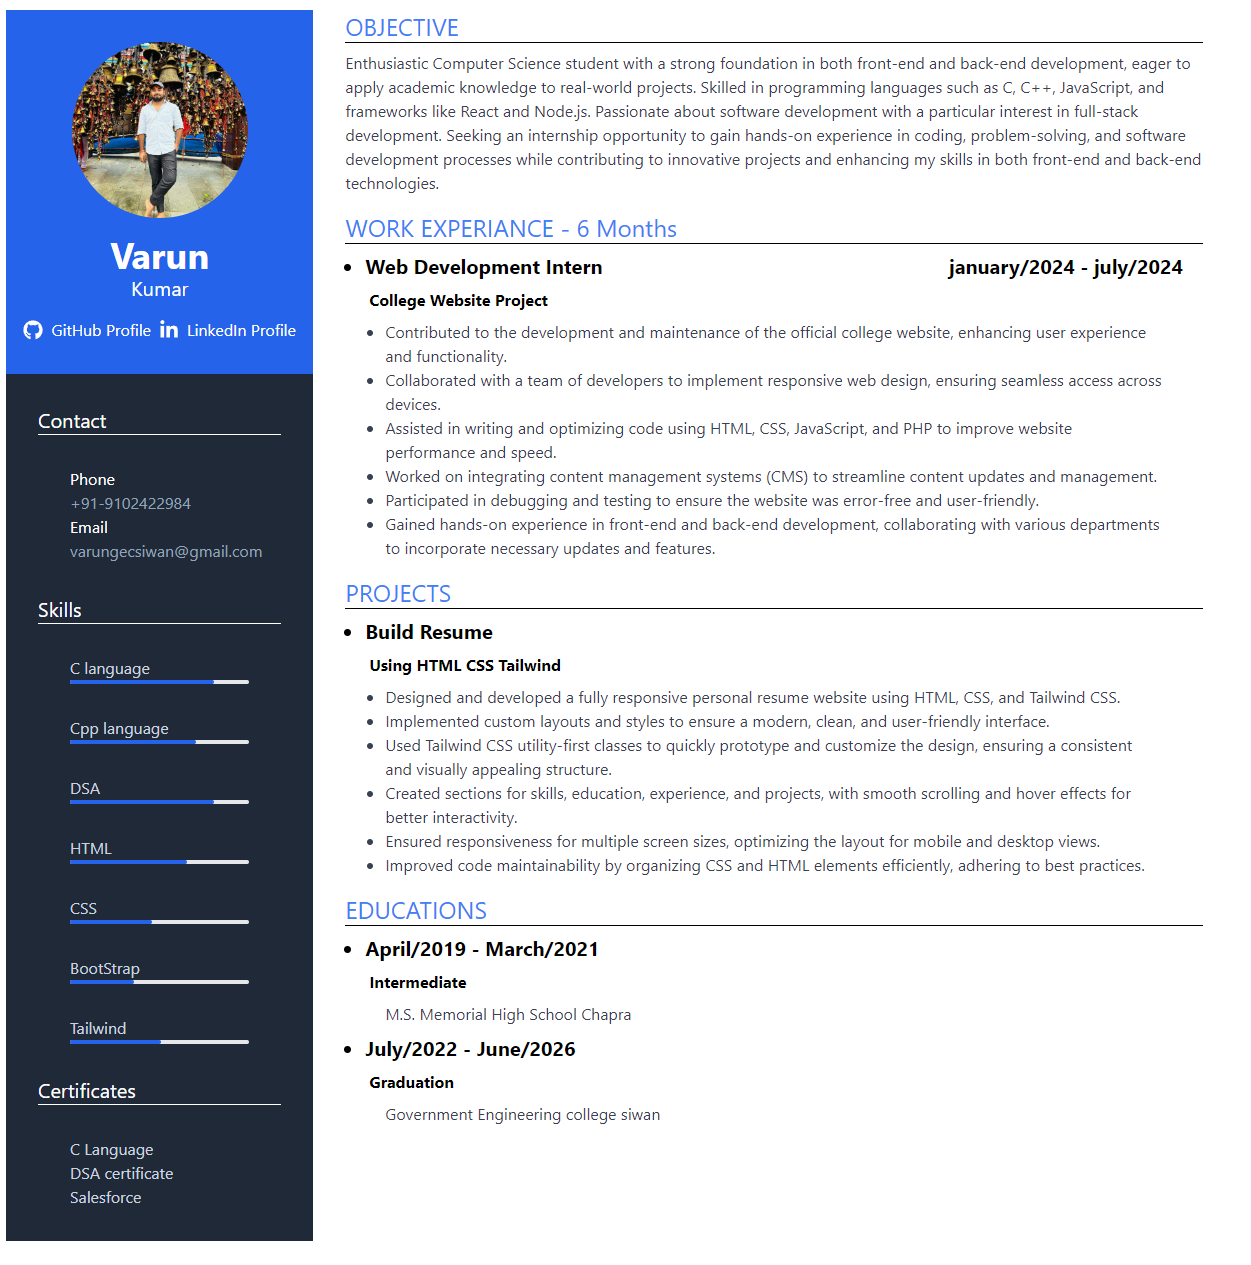 Varun
Kumar
GitHub Profile LinkedIn Profile
Contact
Phone
+91-9102422984
Email
varungecsiwan@gmail.com
Skills
C language
Cpp language
DSA
HTML
CSS
BootStrap
Tailwind
Certificates
C Language
DSA certificate
Salesforce
OBJECTIVE
Enthusiastic Computer Science student with a strong foundation in both front-end and back-end development, eager to
apply academic knowledge to real-world projects. Skilled in programming languages such as C, C++, JavaScript, and
frameworks like React and Node.js. Passionate about software development with a particular interest in full-stack
development. Seeking an internship opportunity to gain hands-on experience in coding, problem-solving, and software
development processes while contributing to innovative projects and enhancing my skills in both front-end and back-end
technologies.
WORK EXPERIANCE - 6 Months
• Web Development Intern january/2024 - july/2024
College Website Project
• Contributed to the development and maintenance of the official college website, enhancing user experience
and functionality.
• Collaborated with a team of developers to implement responsive web design, ensuring seamless access across
devices.
• Assisted in writing and optimizing code using HTML, CSS, JavaScript, and PHP to improve website
performance and speed.
• Worked on integrating content management systems (CMS) to streamline content updates and management.
• Participated in debugging and testing to ensure the website was error-free and user-friendly.
• Gained hands-on experience in front-end and back-end development, collaborating with various departments
to incorporate necessary updates and features.
PROJECTS
• Build Resume
Using HTML CSS Tailwind
• Designed and developed a fully responsive personal resume website using HTML, CSS, and Tailwind CSS.
• Implemented custom layouts and styles to ensure a modern, clean, and user-friendly interface.
• Used Tailwind CSS utility-first classes to quickly prototype and customize the design, ensuring a consistent
and visually appealing structure.
• Created sections for skills, education, experience, and projects, with smooth scrolling and hover effects for
better interactivity.
• Ensured responsiveness for multiple screen sizes, optimizing the layout for mobile and desktop views.
• Improved code maintainability by organizing CSS and HTML elements efficiently, adhering to best practices.
EDUCATIONS
• April/2019 - March/2021
Intermediate
M.S. Memorial High School Chapra
• July/2022 - June/2026
Graduation
Government Engineering college siwan